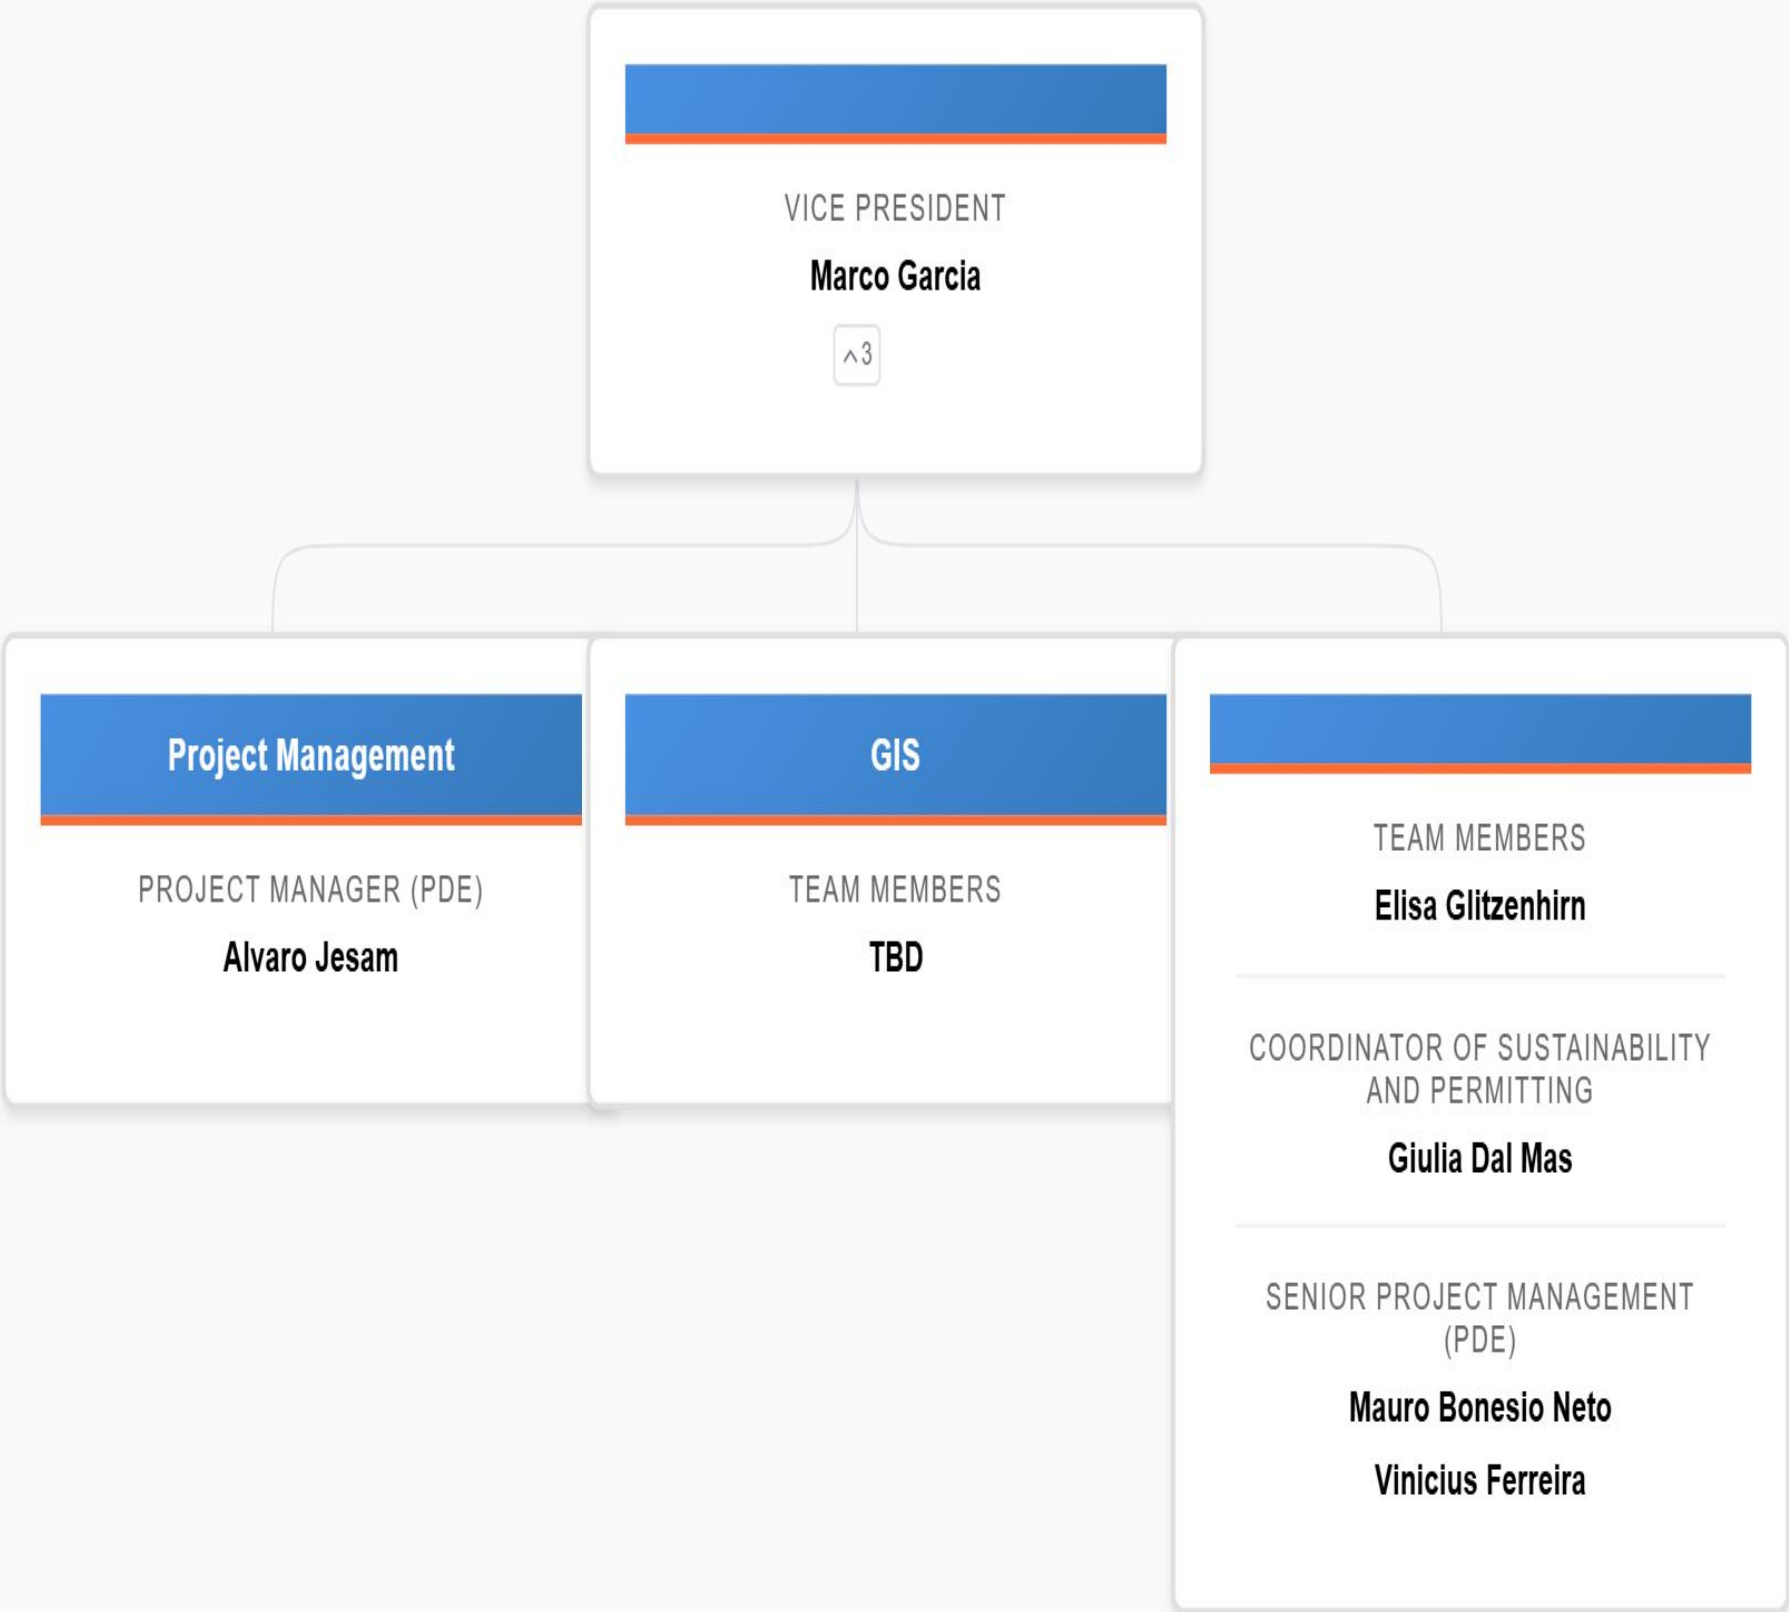 VICE PRESIDENT
Marco Garcia
^3
Project Management
PROJECT MANAGER (PDE)
Alvaro Jesam
GIS
TEAM MEMBERS
TBD
TEAM MEMBERS
Elisa Glitzenhirn
COORDINATOR OF SUSTAINABILITY
AND PERMITTING
Giulia Dal Mas
SENIOR PROJECT MANAGEMENT
(PDE)
Mauro Bonesio Neto
Vinicius Ferreira